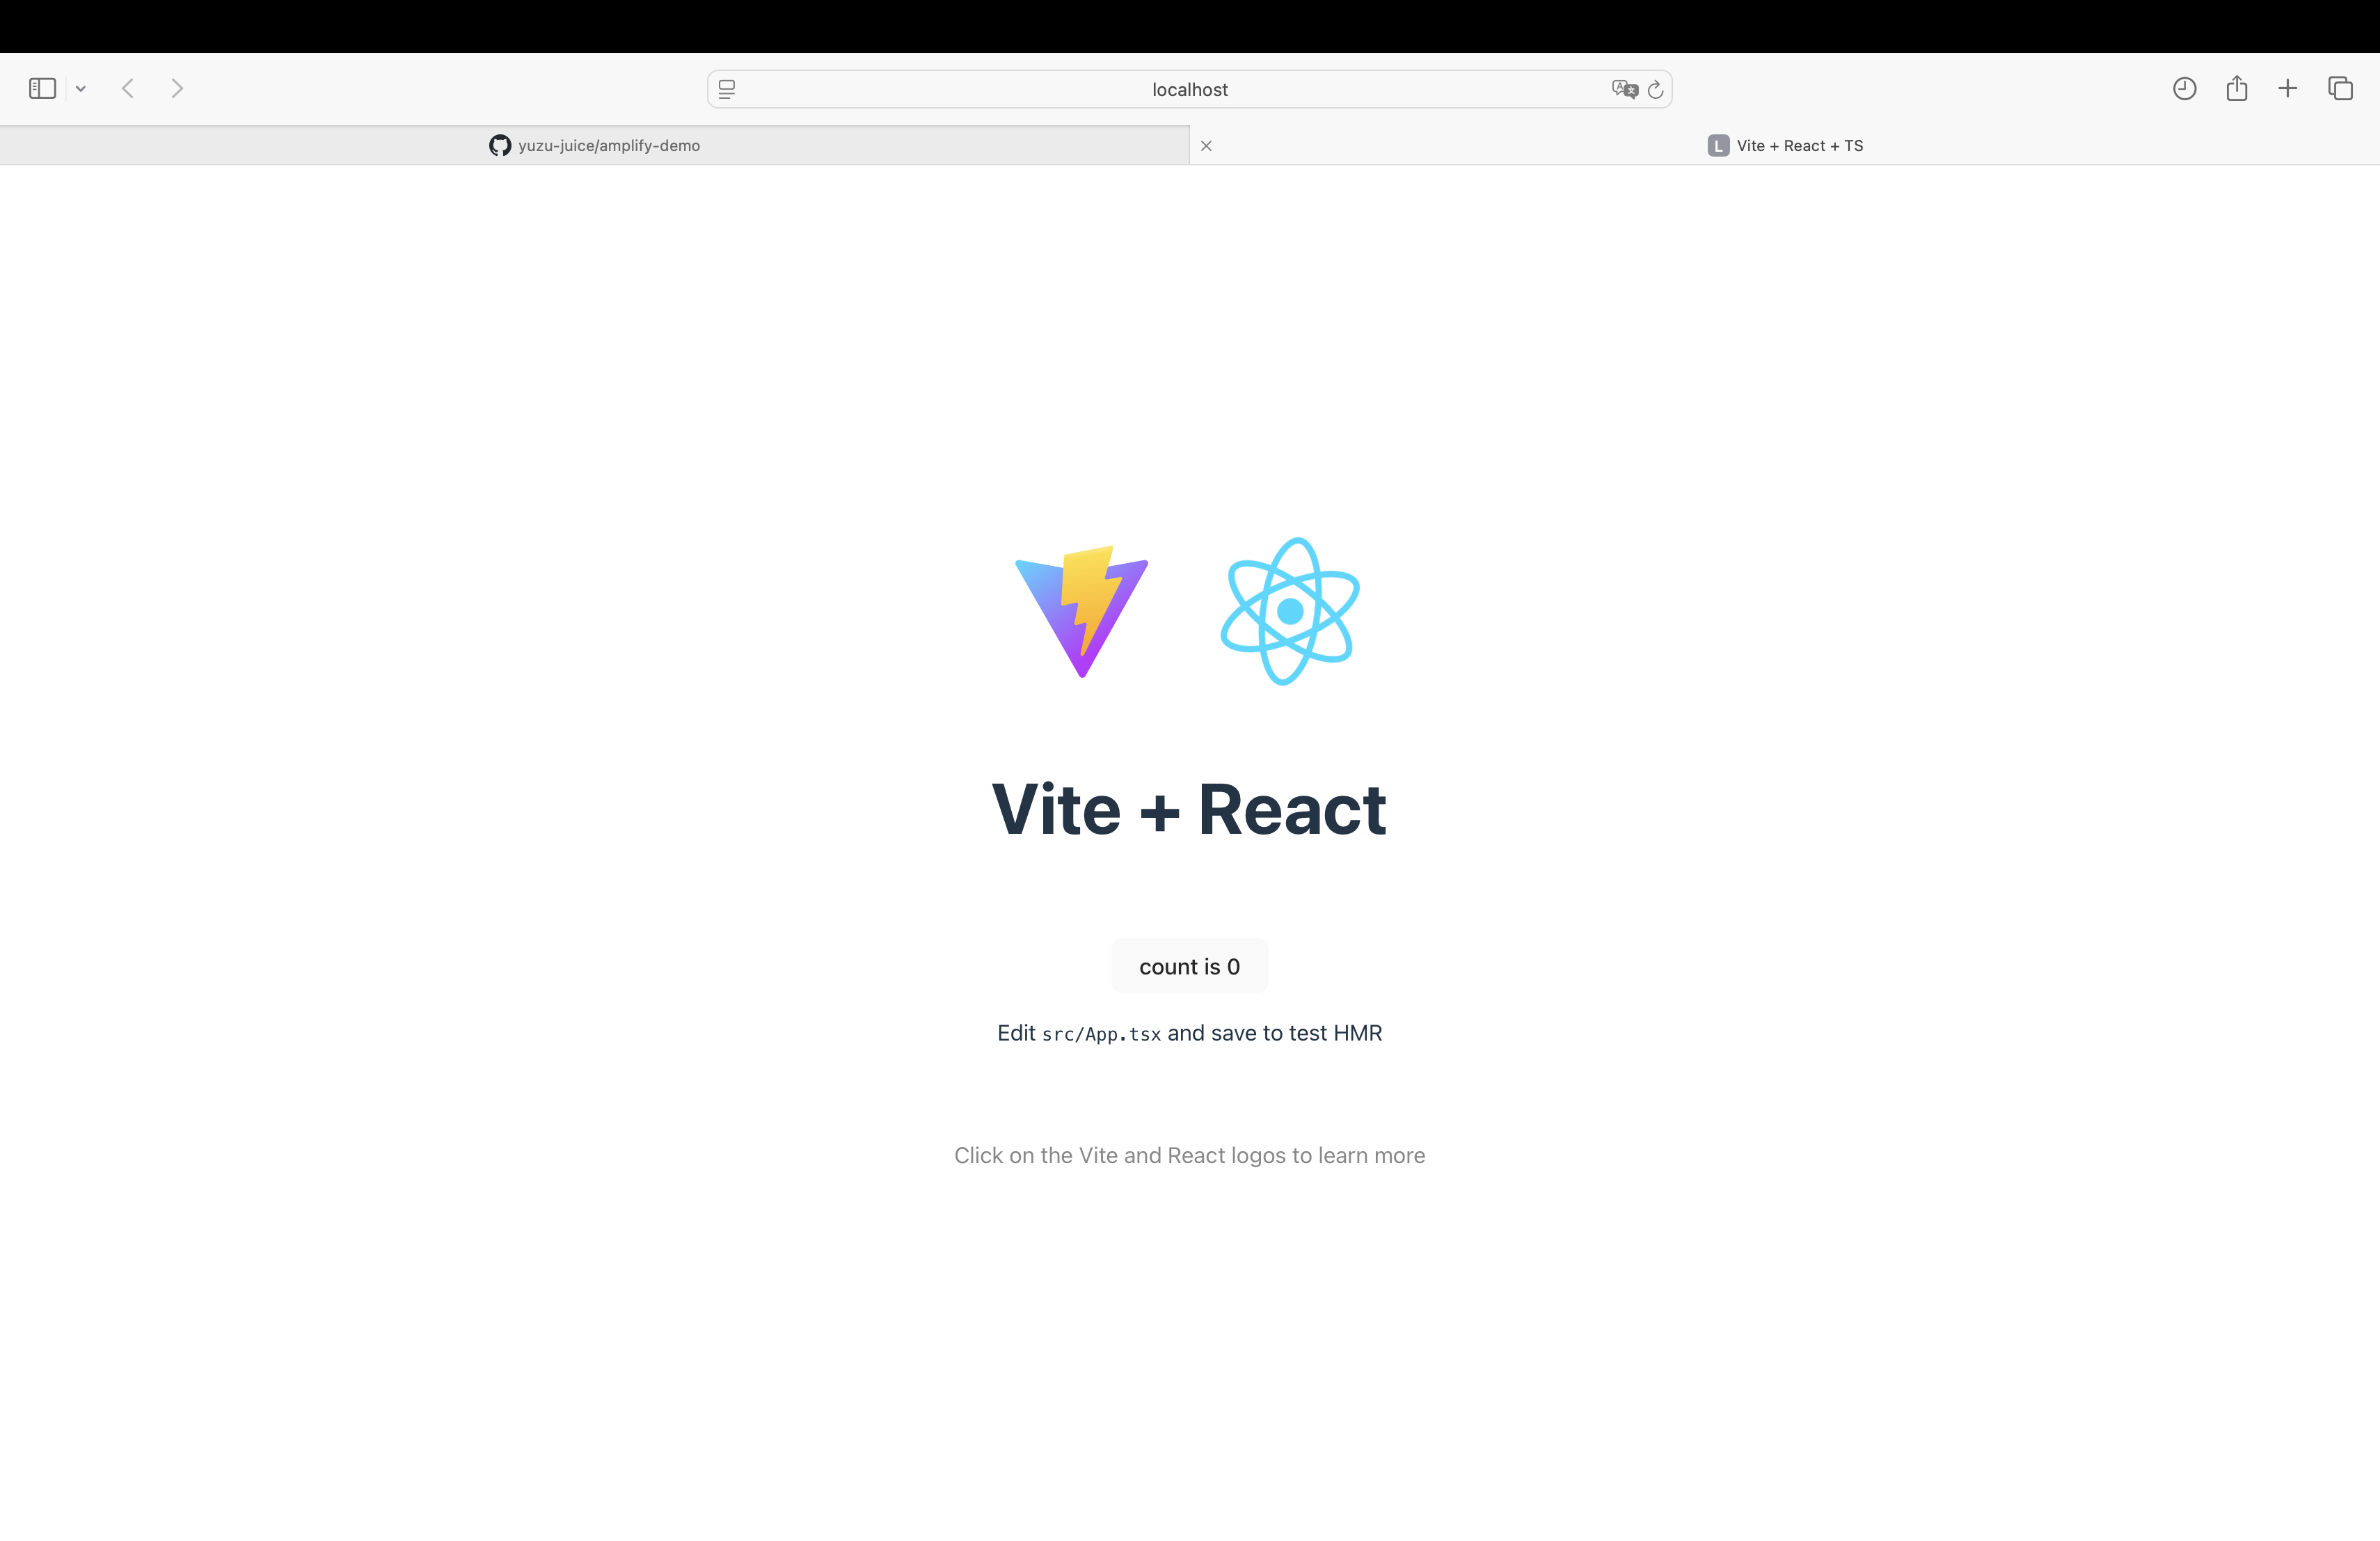 localhost
yuzu-juice/amplify-demo
L Vite + React + TS
Vite + React
count is 0
Edit src/App.tsx and save to test HMR
Click on the Vite and React logos to learn more